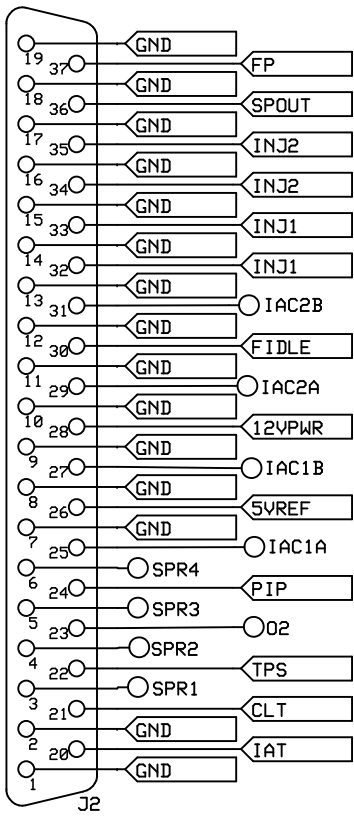 19 GND
37 FP
18 GND
36 SPOUT
17 GND
35 INJ2
16 GND
34 INJ2
15 GND
33 INJ1
14 GND
32 INJ1
13 GND
31 IAC2B
12 GND
30 FIDLE
11 GND
29 IAC2A
10 GND
28 12VPWR
9 GND
27 IAC1B
8 GND
26 5VREF
7 GND
25 IAC1A
6 SPR4
24 PIP
5 SPR3
23 O2
4 SPR2
22 TPS
3 SPR1
21 CLT
2 GND
20 IAT
1 GND
J2